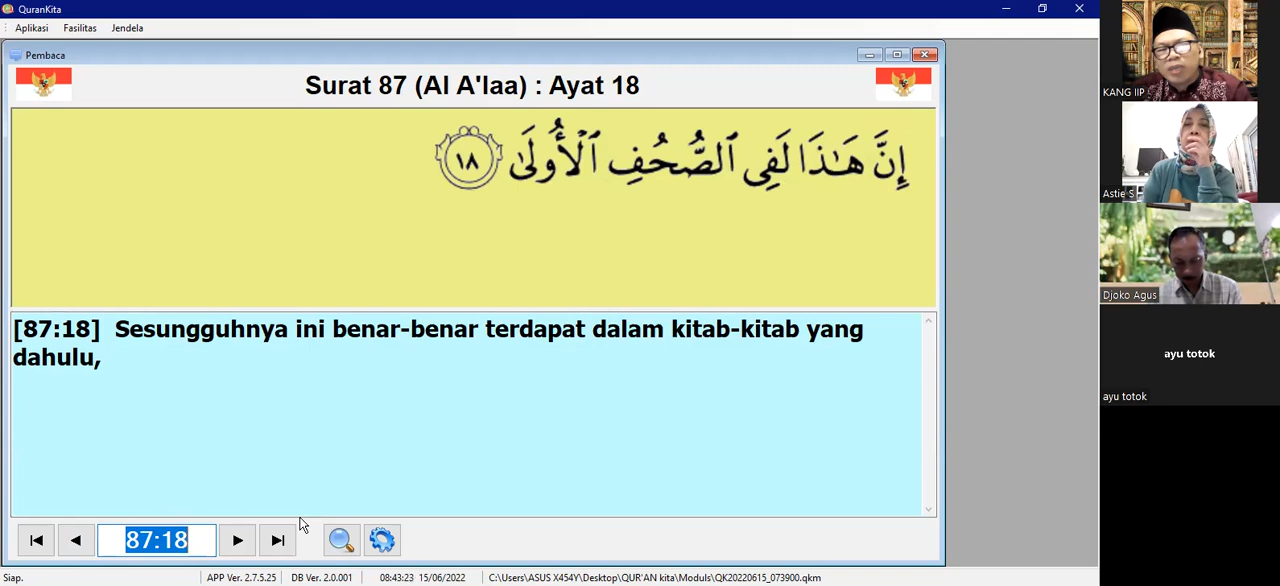 QuranKita
Aplikasi Fasilitas Jendela
Pembaca
Surat 87 (Al A'laa) : Ayat 18
إِنَّ هَـٰذَا لَفِى ٱلصُّحُفِ ٱلْأُولَىٰ ١٨
[87:18] Sesungguhnya ini benar-benar terdapat dalam kitab-kitab yang
dahulu,
87:18
Siap. APP Ver. 2.7.5.25 DB Ver. 2.0.001 08:43:23 15/06/2022 C:\Users\ASUS X454Y\Desktop\QUR'AN kita\Moduls\QK20220615_073900.qkm
KANG IIP
Astie S
Djoko Agus
ayu totok
ayu totok